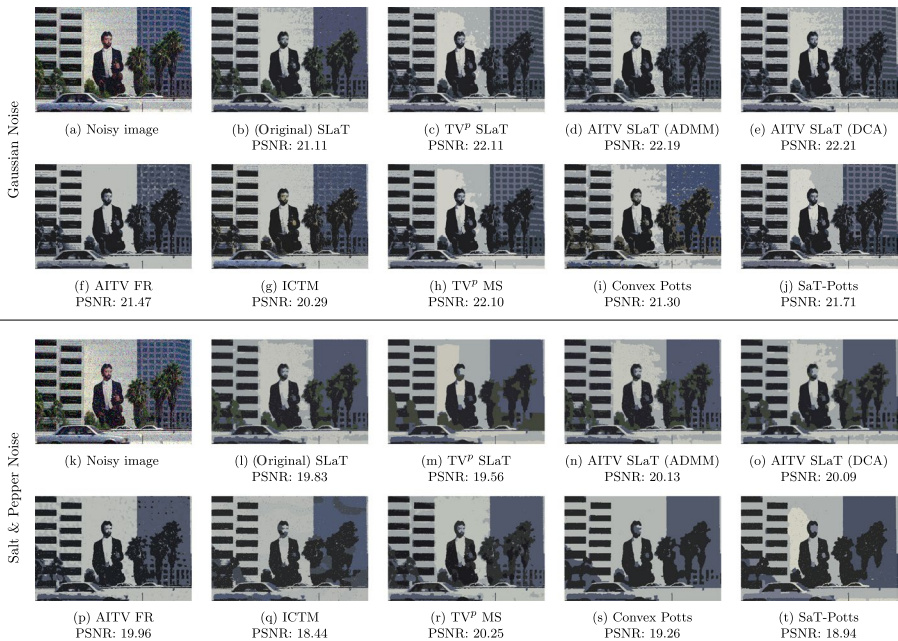 Gaussian Noise
(a) Noisy image
(b) (Original) SLaT
PSNR: 21.11
(c) TVᵖ SLaT
PSNR: 22.11
(d) AITV SLaT (ADMM)
PSNR: 22.19
(e) AITV SLaT (DCA)
PSNR: 22.21
(f) AITV FR
PSNR: 21.47
(g) ICTM
PSNR: 20.29
(h) TVᵖ MS
PSNR: 22.10
(i) Convex Potts
PSNR: 21.30
(j) SaT-Potts
PSNR: 21.71
Salt & Pepper Noise
(k) Noisy image
(l) (Original) SLaT
PSNR: 19.83
(m) TVᵖ SLaT
PSNR: 19.56
(n) AITV SLaT (ADMM)
PSNR: 20.13
(o) AITV SLaT (DCA)
PSNR: 20.09
(p) AITV FR
PSNR: 19.96
(q) ICTM
PSNR: 18.44
(r) TVᵖ MS
PSNR: 20.25
(s) Convex Potts
PSNR: 19.26
(t) SaT-Potts
PSNR: 18.94